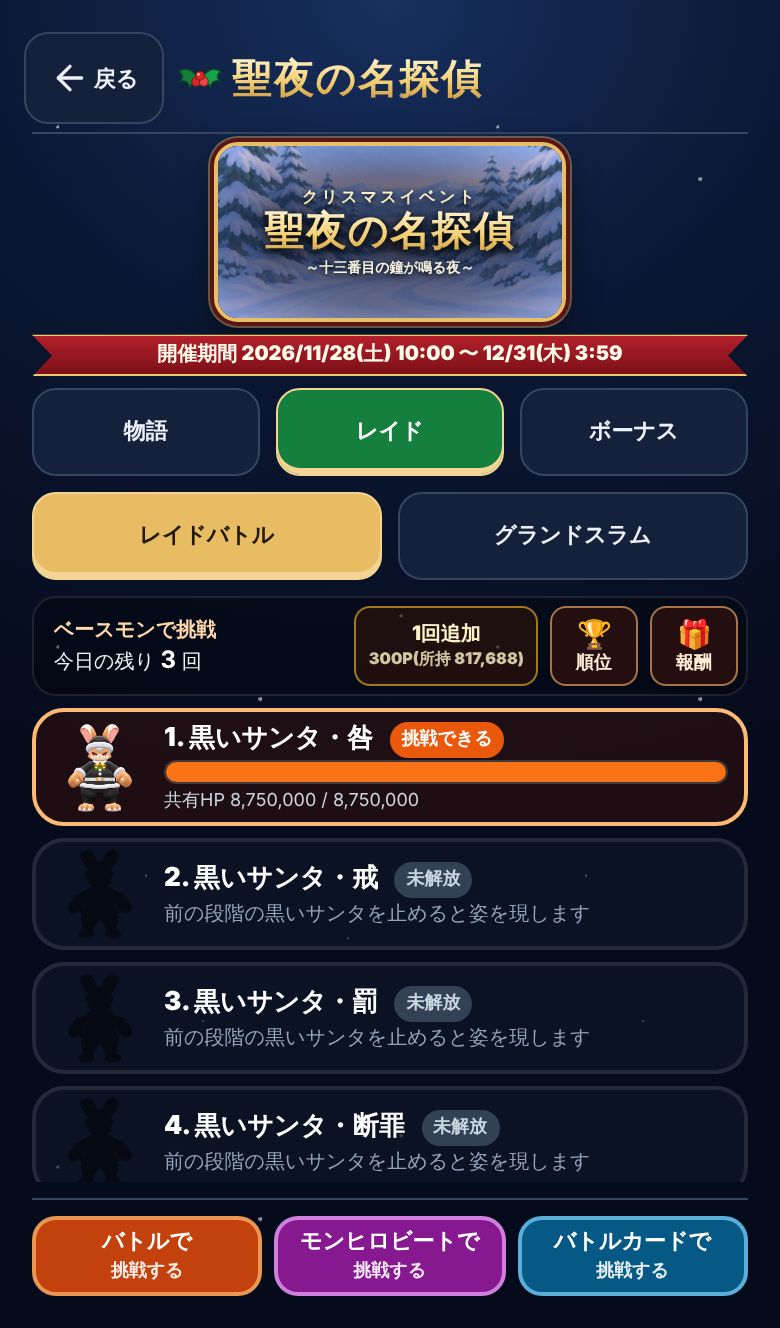 戻る
聖夜の名探偵
クリスマスイベント
聖夜の名探偵
～十三番目の鐘が鳴る夜～
開催期間 2026/11/28(土) 10:00 〜 12/31(木) 3:59
物語
レイド
ボーナス
レイドバトル
グランドスラム
ベースモンで挑戦
今日の残り 3 回
1回追加
300P(所持 817,688)
順位
報酬
1. 黒いサンタ・咎
挑戦できる
共有HP 8,750,000 / 8,750,000
2. 黒いサンタ・戒
未解放
前の段階の黒いサンタを止めると姿を現します
3. 黒いサンタ・罰
未解放
前の段階の黒いサンタを止めると姿を現します
4. 黒いサンタ・断罪
未解放
前の段階の黒いサンタを止めると姿を現します
バトルで
挑戦する
モンヒロビートで
挑戦する
バトルカードで
挑戦する